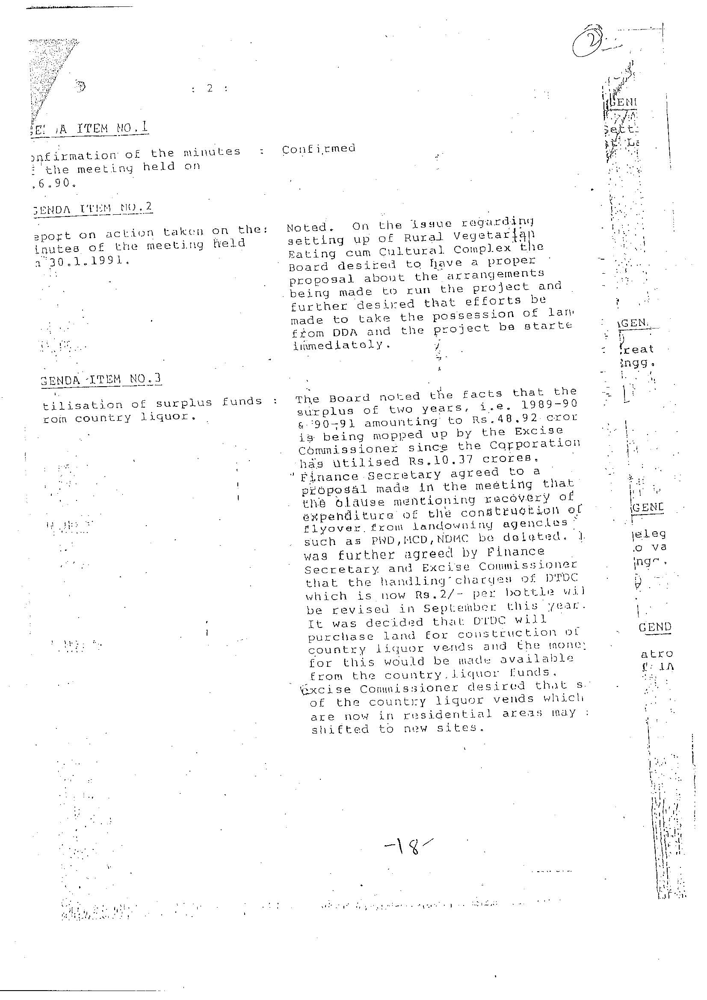 2
: 2 :
A ITEM NO.1
onfirmation of the minutes : Confirmed
the meeting held on
.6.90.
GENDA ITEM NO.2
eport on action taken on the: Noted. On the issue regarding
inutes of the meeting held setting up of Rural Vegetarian
n 30.1.1991. Eating cum Cultural Complex the
Board desired to have a proper
proposal about the arrangements
being made to run the project and
further desired that efforts be
made to take the possession of lan
from DDA and the project be starte
immediately.
GENDA ITEM NO.3
tilisation of surplus funds : The Board noted the facts that the
rom country liquor. surplus of two years, i.e. 1989-90
& '90-91 amounting to Rs.48.92 cror
is being mopped up by the Excise
Commissioner since the Corporation
has utilised Rs.10.37 crores.
Finance Secretary agreed to a
proposal made in the meeting that
the clause mentioning recovery of
expenditure of the construction of
flyover from landowning agencies
such as PWD,MCD,NDMC be deleted.
was further agreed by Finance
Secretary and Excise Commissioner
that the handling charges of DTDC
which is now Rs.2/- per bottle wil
be revised in September this year.
It was decided that DTDC will
purchase land for construction of
country liquor vends and the mone
for this would be made available
from the country liquor funds.
Excise Commissioner desired that s
of the country liquor vends which
are now in residential areas may
shifted to new sites.
-18-
GEN
GEN
reat
ngg.
GEND
eleg
o va
GEND
atro